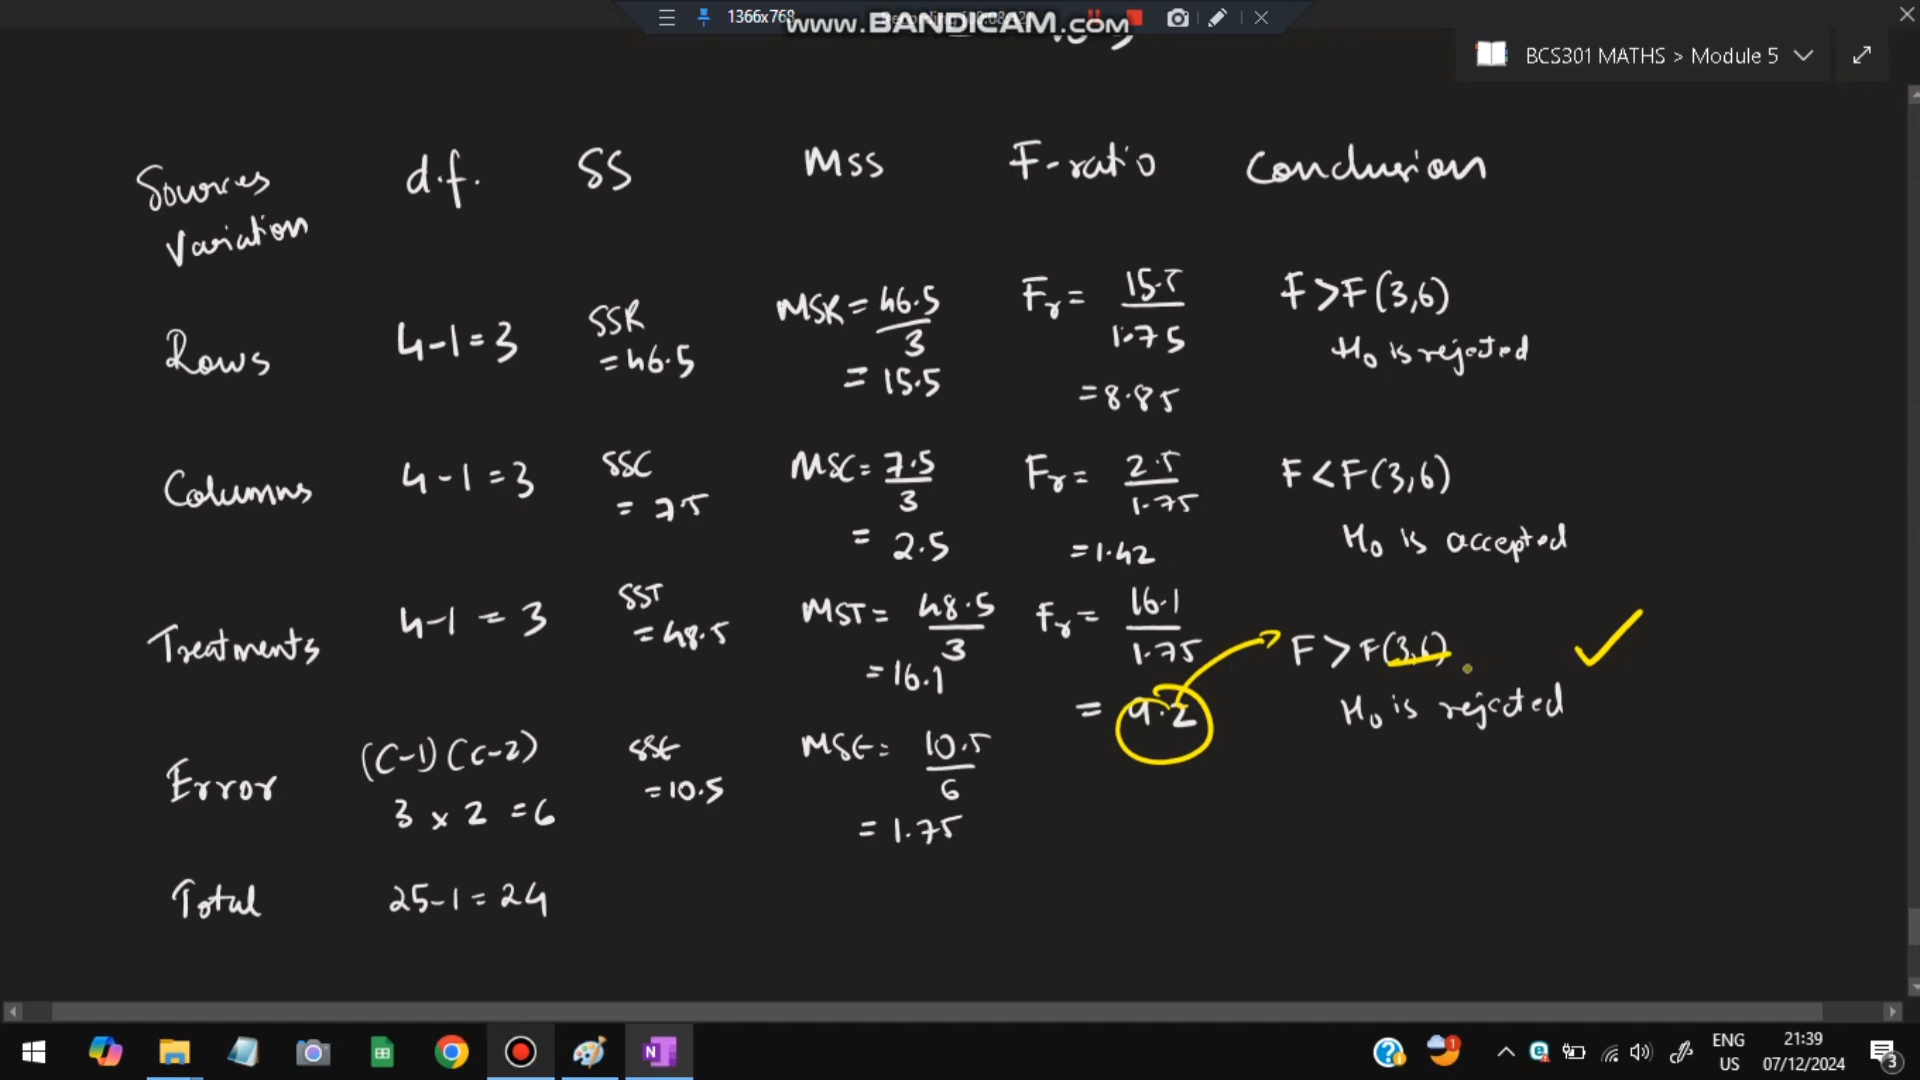 1366x768
www.BANDICAM.com
BCS301 MATHS > Module 5
Sources Variation d.f. SS MSS F-ratio Conclusion
Rows 4-1=3 SSR =46.5 MSR = 46.5/3 = 15.5 Fr = 15.5/1.75 =8.85 F>F(3,6) H0 is rejected
Columns 4-1=3 SSC = 75 MSC = 7.5/3 = 2.5 Fr = 2.5/1.75 =1.42 F<F(3,6) H0 is accepted
Treatments 4-1=3 SST =48.5 MST = 48.5/3 =16.1 Fr = 16.1/1.75 = 9.2 F>F(3,6) H0 is rejected
Error (C-1)(C-2) 3 x 2 =6 SSE =10.5 MSE = 10.5/6 = 1.75
Total 25-1=24
ENG
US
21:39
07/12/2024
3